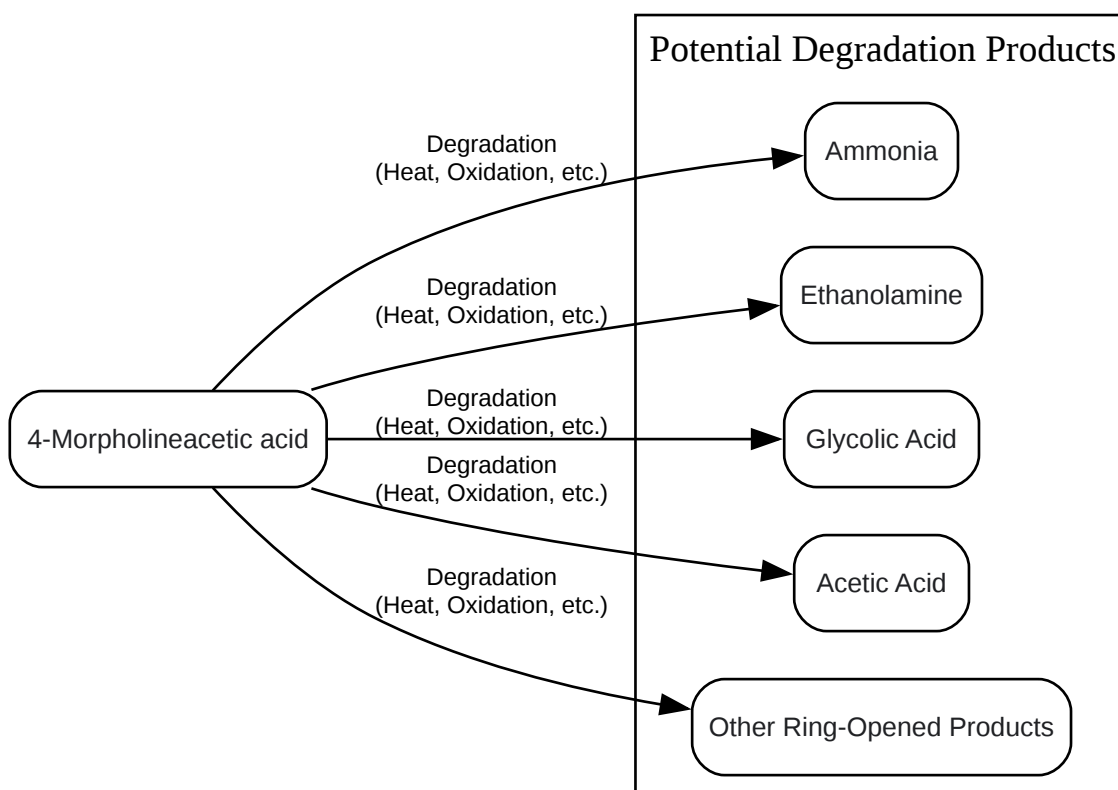 Potential Degradation Products
Degradation
(Heat, Oxidation, etc.)
Ammonia
Degradation
(Heat, Oxidation, etc.)
Ethanolamine
4-Morpholineacetic acid
Degradation
(Heat, Oxidation, etc.)
Glycolic Acid
Degradation
(Heat, Oxidation, etc.)
Acetic Acid
Degradation
(Heat, Oxidation, etc.)
Other Ring-Opened Products